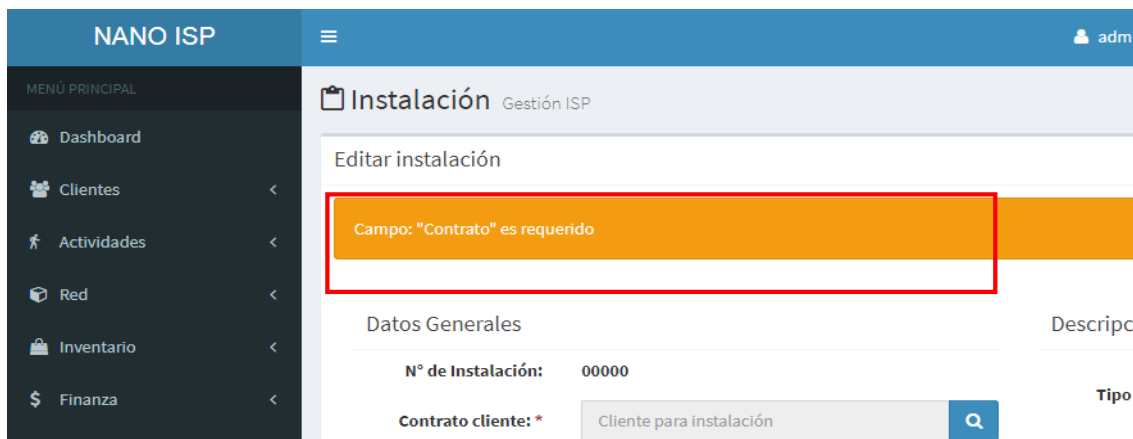 NANO ISP
adm
MENÚ PRINCIPAL
Dashboard
Clientes
Actividades
Red
Inventario
$ Finanza
Instalación Gestión ISP
Editar instalación
Campo: "Contrato" es requerido
Datos Generales
Descripc
N° de Instalación: 00000
Tipo
Contrato cliente: * Cliente para instalación